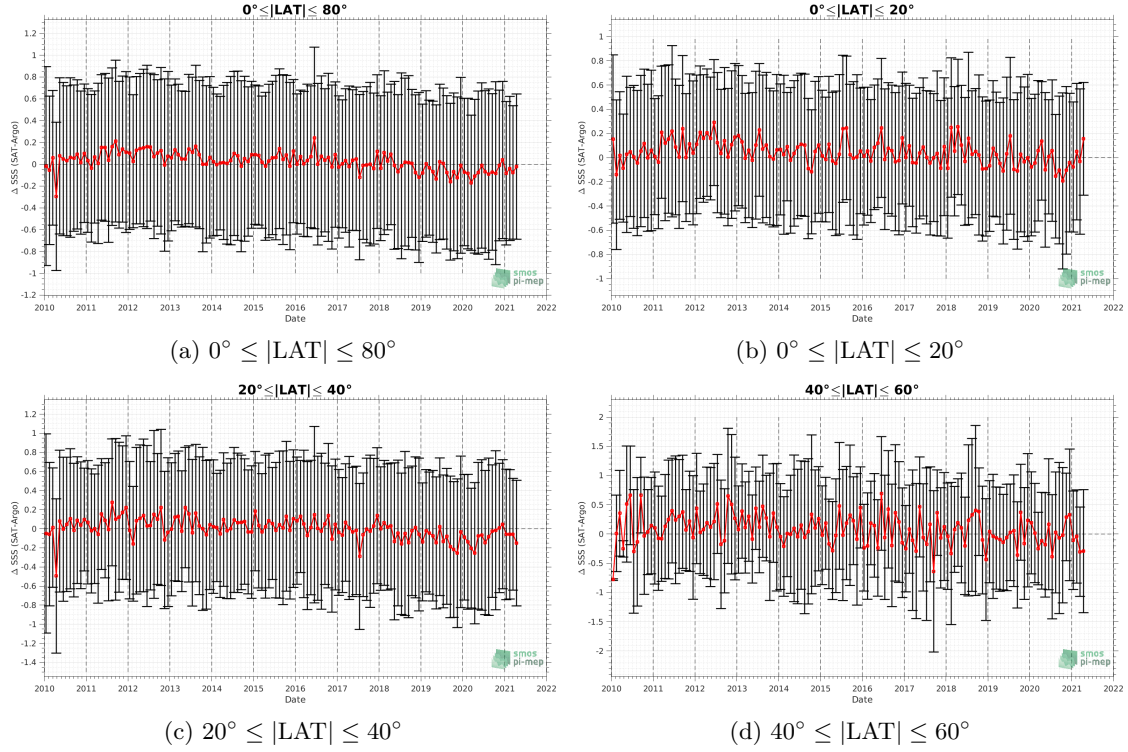 0°≤|LAT|≤ 80°
Δ SSS (SAT-Argo)
1.2
1
0.8
0.6
0.4
0.2
0
-0.2
-0.4
-0.6
-0.8
-1
-1.2
2010 2011 2012 2013 2014 2015 2016 2017 2018 2019 2020 2021 2022
Date
smos
pi-mep
(a) 0° ≤ |LAT| ≤ 80°
0°≤|LAT|≤ 20°
Δ SSS (SAT-Argo)
1
0.8
0.6
0.4
0.2
0
-0.2
-0.4
-0.6
-0.8
-1
2010 2011 2012 2013 2014 2015 2016 2017 2018 2019 2020 2021 2022
Date
smos
pi-mep
(b) 0° ≤ |LAT| ≤ 20°
20°≤|LAT|≤ 40°
Δ SSS (SAT-Argo)
1.2
1
0.8
0.6
0.4
0.2
0
-0.2
-0.4
-0.6
-0.8
-1
-1.2
-1.4
2010 2011 2012 2013 2014 2015 2016 2017 2018 2019 2020 2021 2022
Date
smos
pi-mep
(c) 20° ≤ |LAT| ≤ 40°
40°≤|LAT|≤ 60°
Δ SSS (SAT-Argo)
2
1.5
1
0.5
0
-0.5
-1
-1.5
-2
2010 2011 2012 2013 2014 2015 2016 2017 2018 2019 2020 2021 2022
Date
smos
pi-mep
(d) 40° ≤ |LAT| ≤ 60°